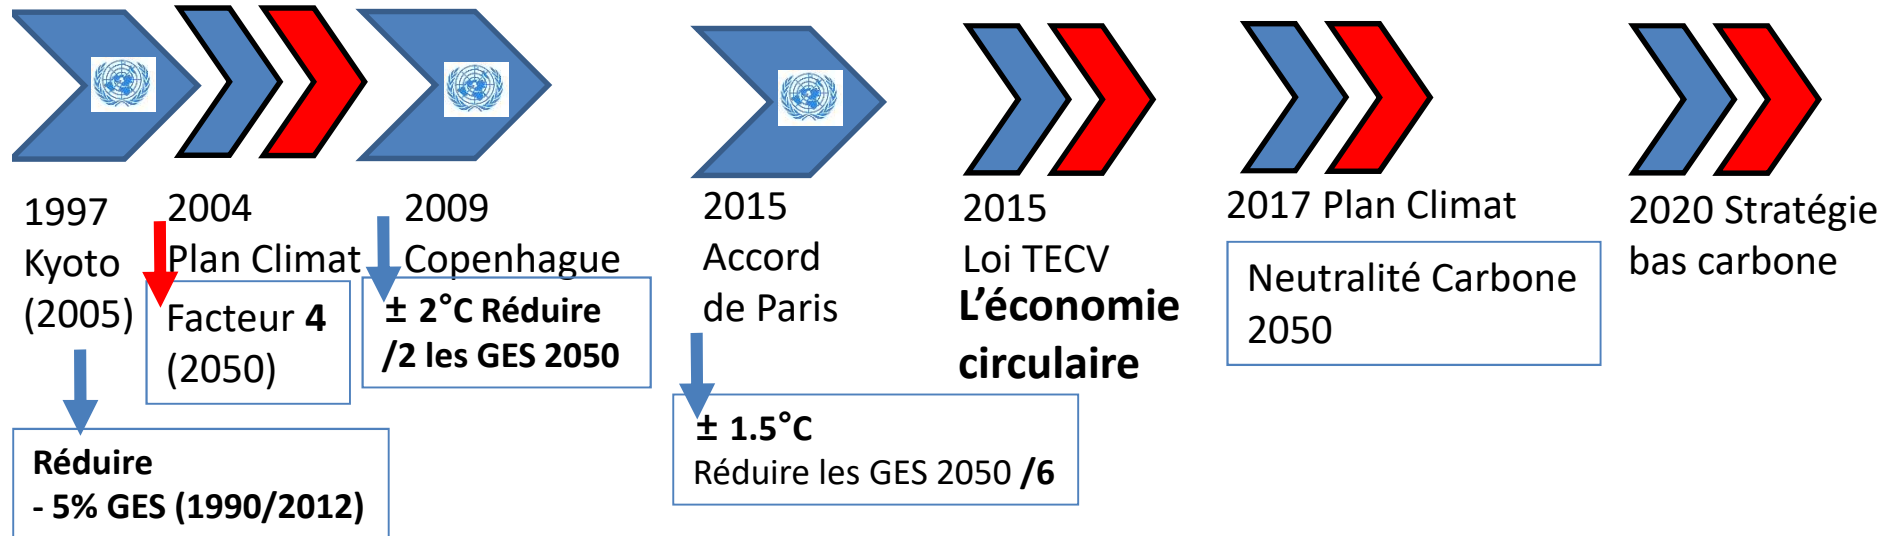 1997
Kyoto
(2005)
Réduire
- 5% GES (1990/2012)
2004
Plan Climat
Facteur 4
(2050)
2009
Copenhague
± 2°C Réduire
/2 les GES 2050
2015
Accord
de Paris
± 1.5°C
Réduire les GES 2050 /6
2015
Loi TECV
L’économie
circulaire
2017 Plan Climat
Neutralité Carbone
2050
2020 Stratégie
bas carbone